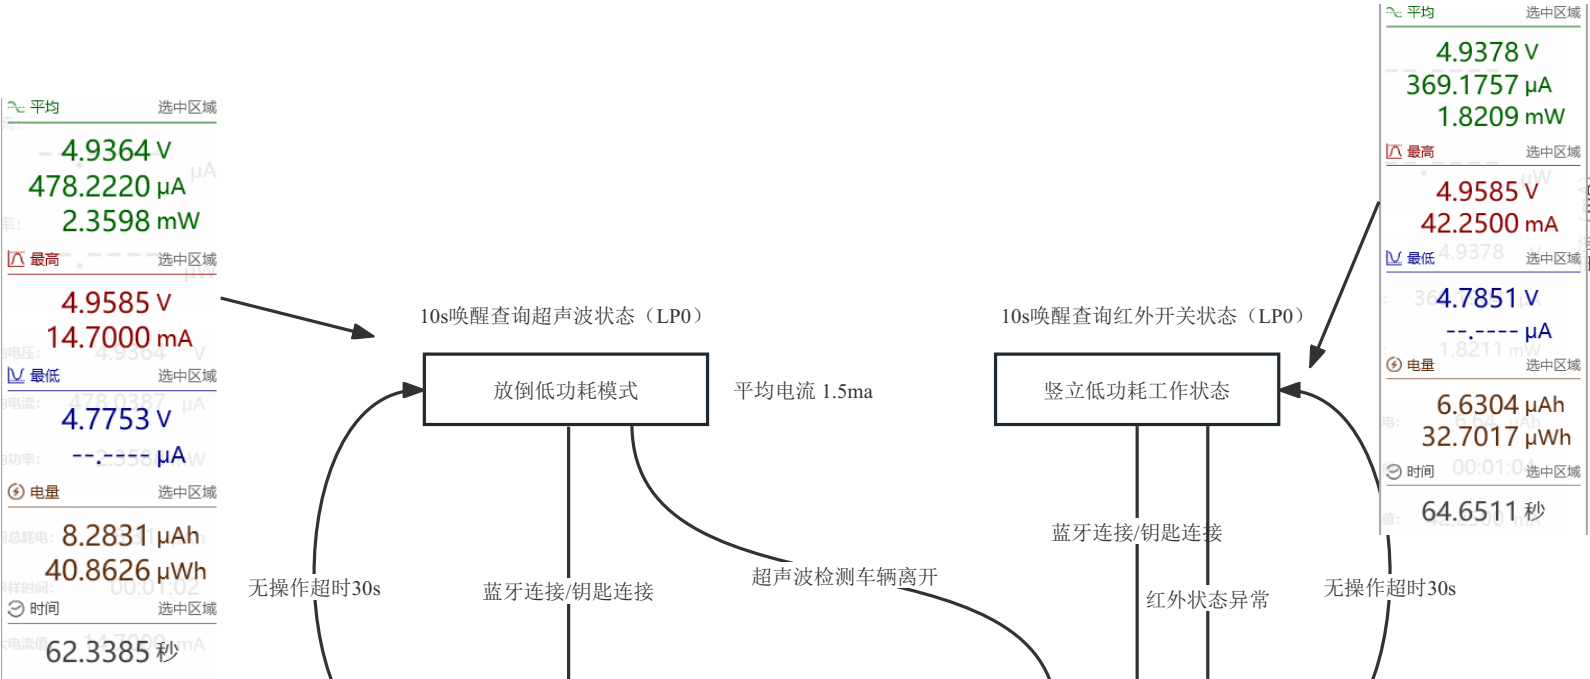 平均 选中区域
4.9364 V
478.2220 μA
2.3598 mW
最高 选中区域
4.9585 V
14.7000 mA
最低 选中区域
4.7753 V
--.---- μA
电量 选中区域
8.2831 μAh
40.8626 μWh
时间 选中区域
62.3385 秒
10s唤醒查询超声波状态（LP0）
放倒低功耗模式
平均电流 1.5ma
无操作超时30s
蓝牙连接/钥匙连接
超声波检测车辆离开
10s唤醒查询红外开关状态（LP0）
竖立低功耗工作状态
蓝牙连接/钥匙连接
红外状态异常
无操作超时30s
平均 选中区域
4.9378 V
369.1757 μA
1.8209 mW
最高 选中区域
4.9585 V
42.2500 mA
最低 选中区域
4.7851 V
--.---- μA
电量 选中区域
6.6304 μAh
32.7017 μWh
时间 选中区域
64.6511 秒